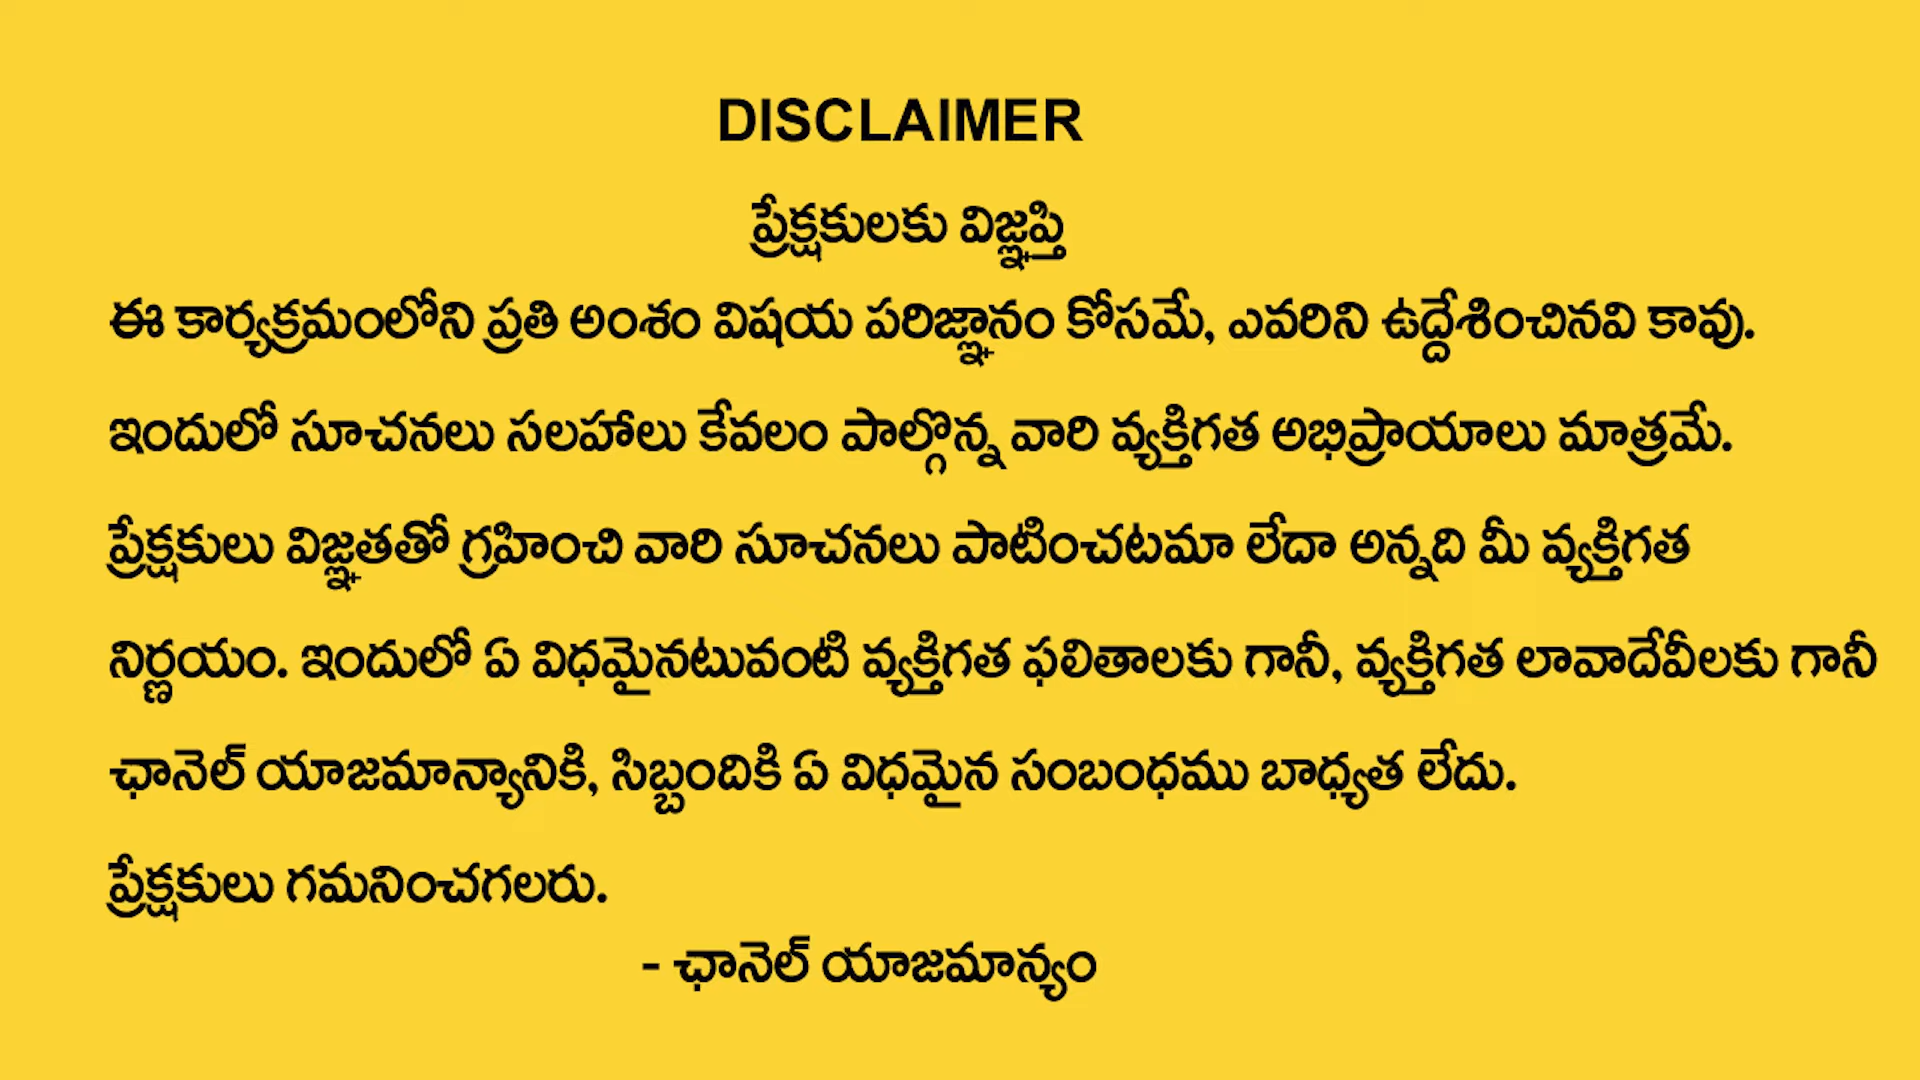 DISCLAIMER
ప్రేక్షకులకు విజ్ఞప్తి
ఈ కార్యక్రమంలోని ప్రతి అంశం విషయ పరిజ్ఞానం కోసమే, ఎవరిని ఉద్దేశించినవి కావు.
ఇందులో సూచనలు సలహాలు కేవలం పాల్గొన్న వారి వ్యక్తిగత అభిప్రాయాలు మాత్రమే.
ప్రేక్షకులు విజ్ఞతతో గ్రహించి వారి సూచనలు పాటించటమా లేదా అన్నది మీ వ్యక్తిగత
నిర్ణయం. ఇందులో ఏ విధమైనటువంటి వ్యక్తిగత ఫలితాలకు గానీ, వ్యక్తిగత లావాదేవీలకు గానీ
ఛానెల్ యాజమాన్యానికి, సిబ్బందికి ఏ విధమైన సంబంధము బాధ్యత లేదు.
ప్రేక్షకులు గమనించగలరు.
- ఛానెల్ యాజమాన్యం